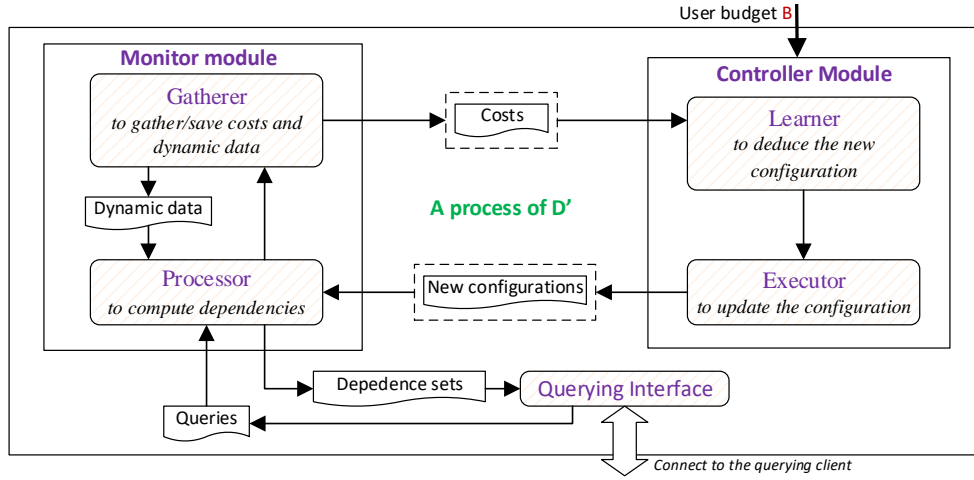 User budget B
Monitor module
Controller Module
Gatherer
to gather/save costs and
dynamic data
Costs
Learner
to deduce the new
configuration
Dynamic data
A process of D’
Processor
to compute dependencies
New configurations
Executor
to update the configuration
Depedence sets
Querying Interface
Queries
Connect to the querying client